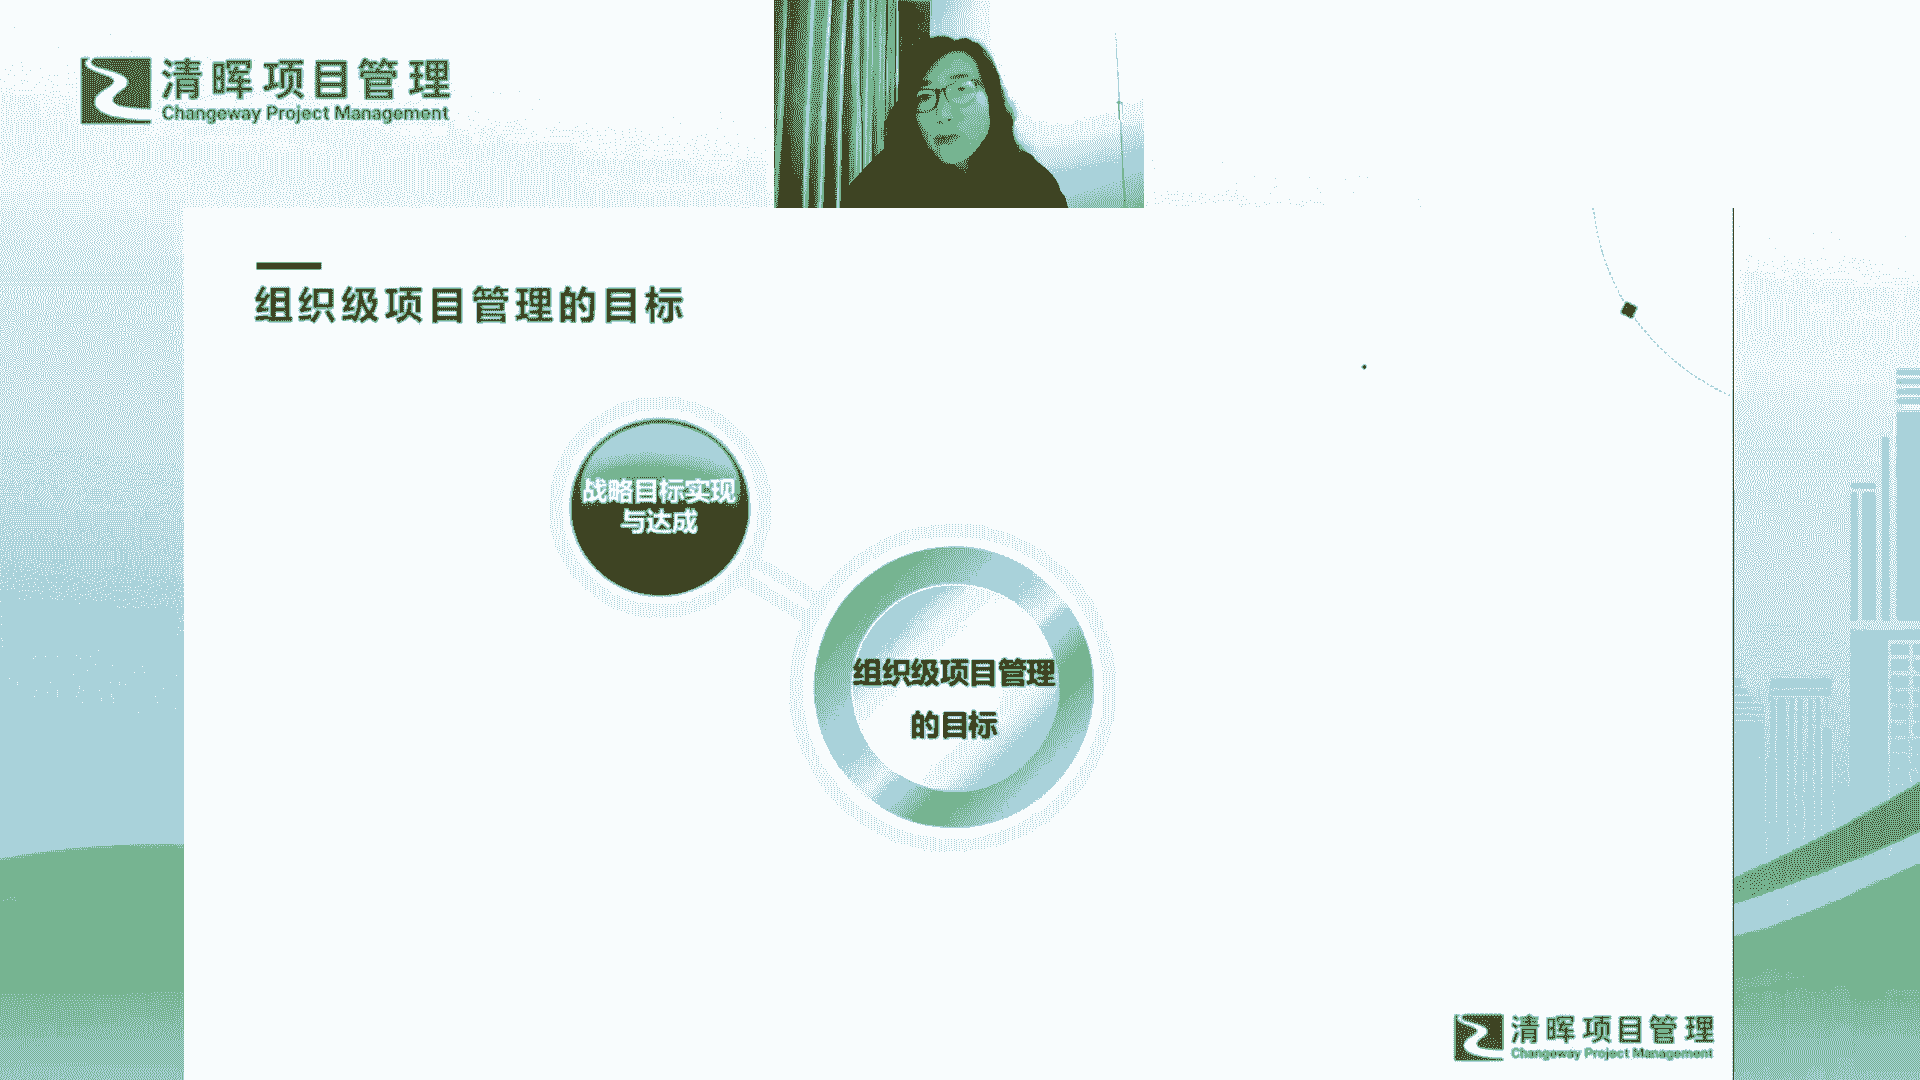 清晖项目管理
Changeway Project Management
组织级项目管理的目标
战略目标实现
与达成
组织级项目管理
的目标
清晖项目管理
Changeway Project Management